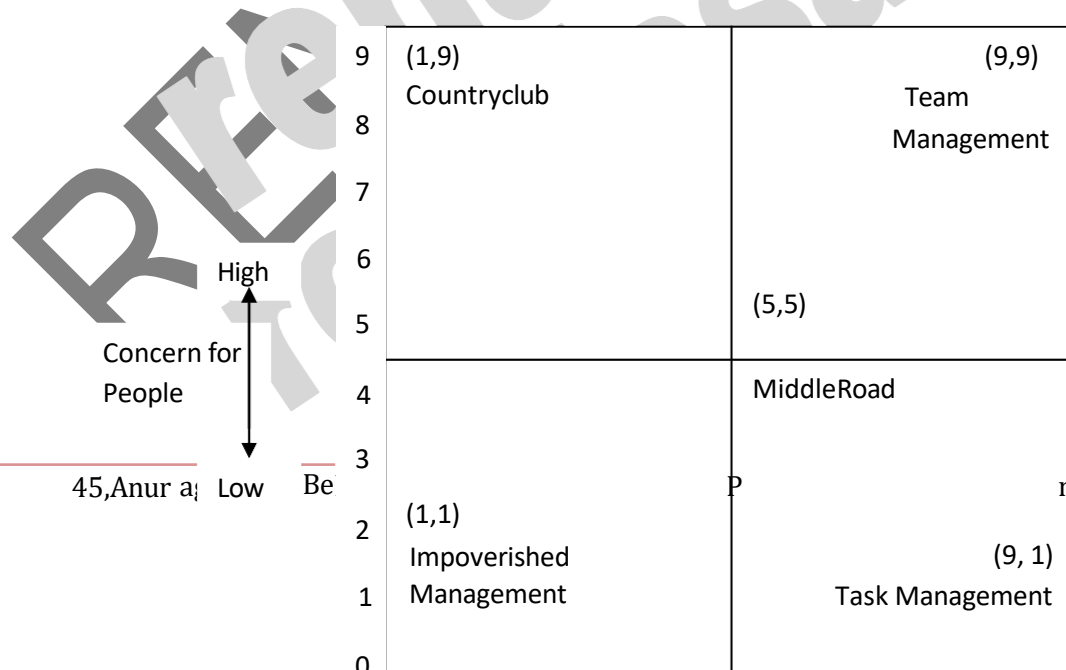 9
(1,9)
(9,9)
Countryclub
Team
8
Management
7
6
High
(5,5)
5
Concern for
People
4
MiddleRoad
3
45,Anur
Low
Be
P
(1,1)
2
Impoverished
(9, 1)
1
Management
Task Management
0